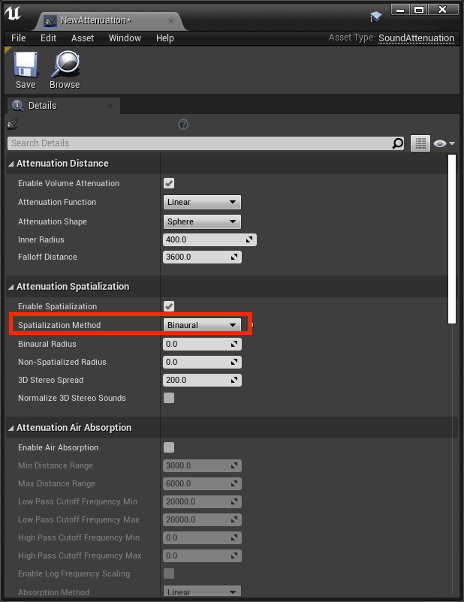 NewAttenuation*
File Edit Asset Window Help Asset Type: SoundAttenuation
Save Browse
Details
Search Details
Attenuation Distance
Enable Volume Attenuation
Attenuation Function Linear
Attenuation Shape Sphere
Inner Radius 400.0
Falloff Distance 3600.0
Attenuation Spatialization
Enable Spatialization
Spatialization Method Binaural
Binaural Radius 0.0
Non-Spatialized Radius 0.0
3D Stereo Spread 200.0
Normalize 3D Stereo Sounds
Attenuation Air Absorption
Enable Air Absorption
Min Distance Range 3000.0
Max Distance Range 6000.0
Low Pass Cutoff Frequency Min 20000.0
Low Pass Cutoff Frequency Max 20000.0
High Pass Cutoff Frequency Min 0.0
High Pass Cutoff Frequency Max 0.0
Enable Log Frequency Scaling
Absorption Method Linear